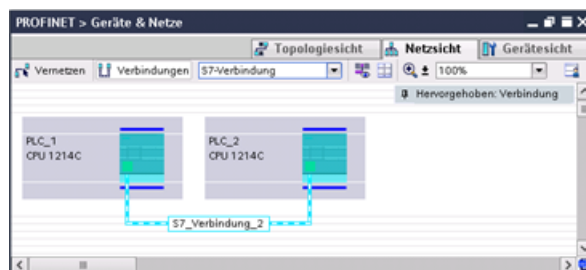 PROFINET > Geräte & Netze
Topologiesicht Netzsicht Gerätesicht
Vernetzen Verbindungen S7-Verbindung 100%
Hervorgehoben: Verbindung
PLC_1 PLC_2
CPU 1214C CPU 1214C
S7_Verbindung_2